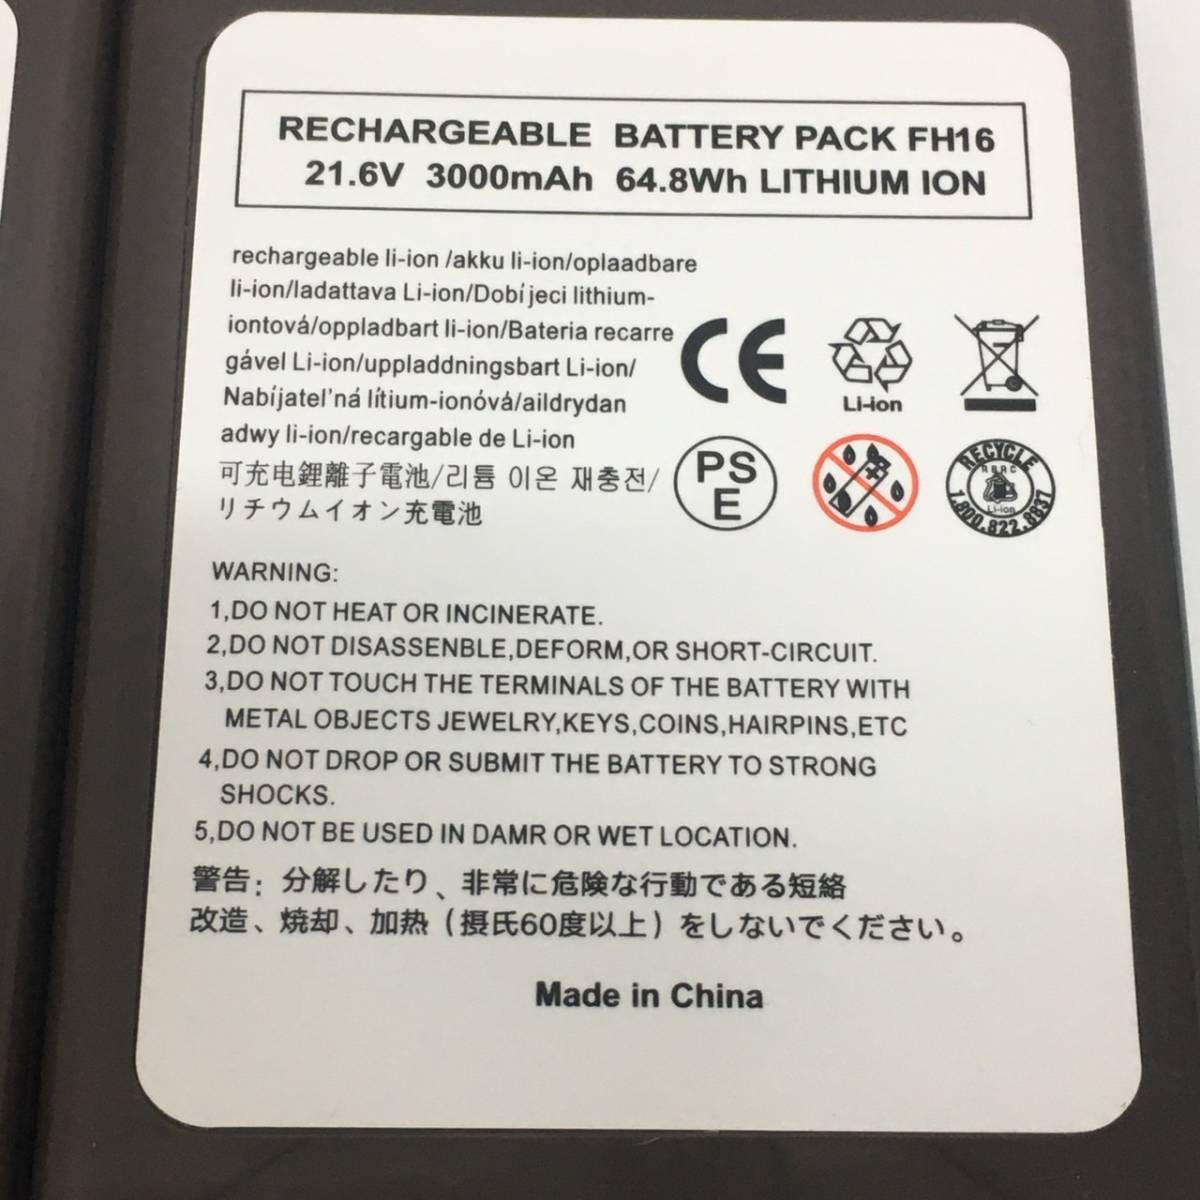 RECHARGEABLE BATTERY PACK FH16
21.6V 3000mAh 64.8Wh LITHIUM ION
rechargeable li-ion /akku li-ion/oplaadbare
li-ion/ladattava Li-ion/Dobíjeci lithium-
iontová/oppladbart li-ion/Bateria recarre
gável Li-ion/uppladdningsbart Li-ion/
Nabíjatel'ná lítium-ionóvá/aildrydan
adwy li-ion/recargable de Li-ion
可充电鋰離子電池/리튬 이온 재충전/
リチウムイオン充電池
CE
Li-ion
PS
E
RECYCLE
RBRC
Li-ion
1.800.822.8837
WARNING:
1,DO NOT HEAT OR INCINERATE.
2,DO NOT DISASSENBLE,DEFORM,OR SHORT-CIRCUIT.
3,DO NOT TOUCH THE TERMINALS OF THE BATTERY WITH
METAL OBJECTS JEWELRY,KEYS,COINS,HAIRPINS,ETC
4,DO NOT DROP OR SUBMIT THE BATTERY TO STRONG
SHOCKS.
5,DO NOT BE USED IN DAMR OR WET LOCATION.
警告: 分解したり、非常に危険な行動である短絡
改造、焼却、加热（摂氏60度以上）をしないでください。
Made in China